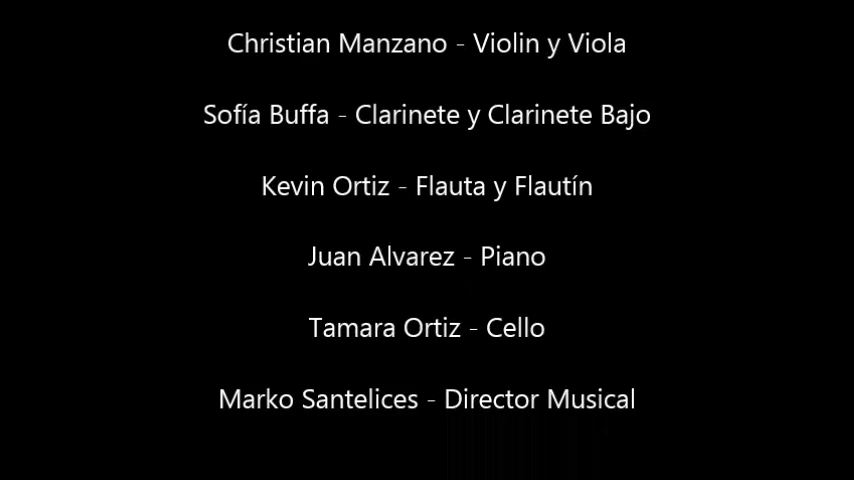 Christian Manzano - Violin y Viola
Sofía Buffa - Clarinete y Clarinete Bajo
Kevin Ortiz - Flauta y Flautín
Juan Alvarez - Piano
Tamara Ortiz - Cello
Marko Santelices - Director Musical